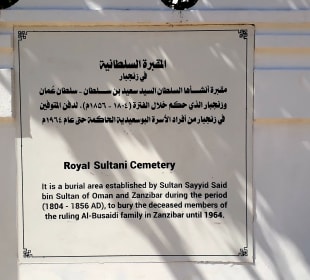 المقبرة السلطانية
في زنجبار
مقبرة أنشأها السلطان السيد سعيد بن سلطان - سلطان عُمان
وزنجبار الذي حكم خلال الفترة (١٨٠٤ - ١٨٥٦م)، لدفن المتوفين
في زنجبار من أفراد الأسرة البوسعيدية الحاكمة حتى عام ١٩٦٤م
Royal Sultani Cemetery
It is a burial area established by Sultan Sayyid Said
bin Sultan of Oman and Zanzibar during the period
(1804 - 1856 AD), to bury the deceased members of
the ruling Al-Busaidi family in Zanzibar until 1964.